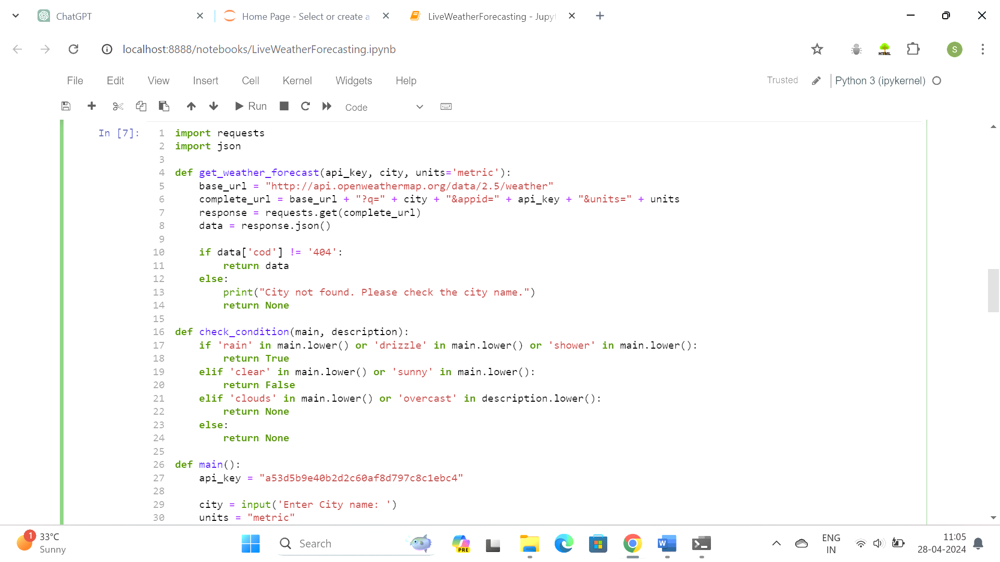 ChatGPT
Home Page - Select or create a
LiveWeatherForecasting - Jupyt
localhost:8888/notebooks/LiveWeatherForecasting.ipynb
HTML
S
File Edit View Insert Cell Kernel Widgets Help
Trusted
Python 3 (ipykernel)
Run
Code
In [7]:
1 import requests
2 import json
3
4 def get_weather_forecast(api_key, city, units='metric'):
5     base_url = "http://api.openweathermap.org/data/2.5/weather"
6     complete_url = base_url + "?q=" + city + "&appid=" + api_key + "&units=" + units
7     response = requests.get(complete_url)
8     data = response.json()
9
10     if data['cod'] != '404':
11         return data
12     else:
13         print("City not found. Please check the city name.")
14         return None
15
16 def check_condition(main, description):
17     if 'rain' in main.lower() or 'drizzle' in main.lower() or 'shower' in main.lower():
18         return True
19     elif 'clear' in main.lower() or 'sunny' in main.lower():
20         return False
21     elif 'clouds' in main.lower() or 'overcast' in description.lower():
22         return None
23     else:
24         return None
25
26 def main():
27     api_key = "a53d5b9e40b2d2c60af8d797c8c1ebc4"
28
29     city = input('Enter City name: ')
30     units = "metric"
1
33°C
Sunny
Search
PRE
W
ENG
IN
11:05
28-04-2024